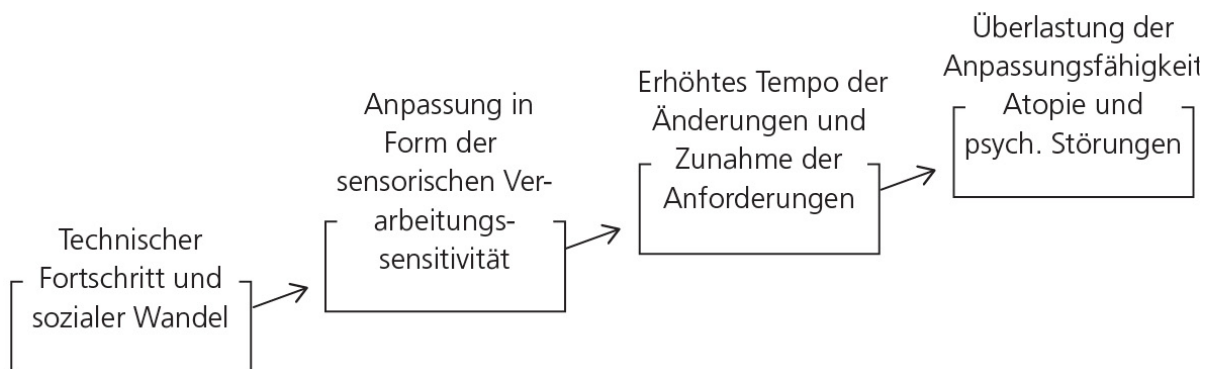 Technischer
Fortschritt und
sozialer Wandel
Anpassung in
Form der
sensorischen Ver-
arbeitungs-
sensitivität
Erhöhtes Tempo der
Änderungen und
Zunahme der
Anforderungen
Überlastung der
Anpassungsfähigkeit
Atopie und
psych. Störungen